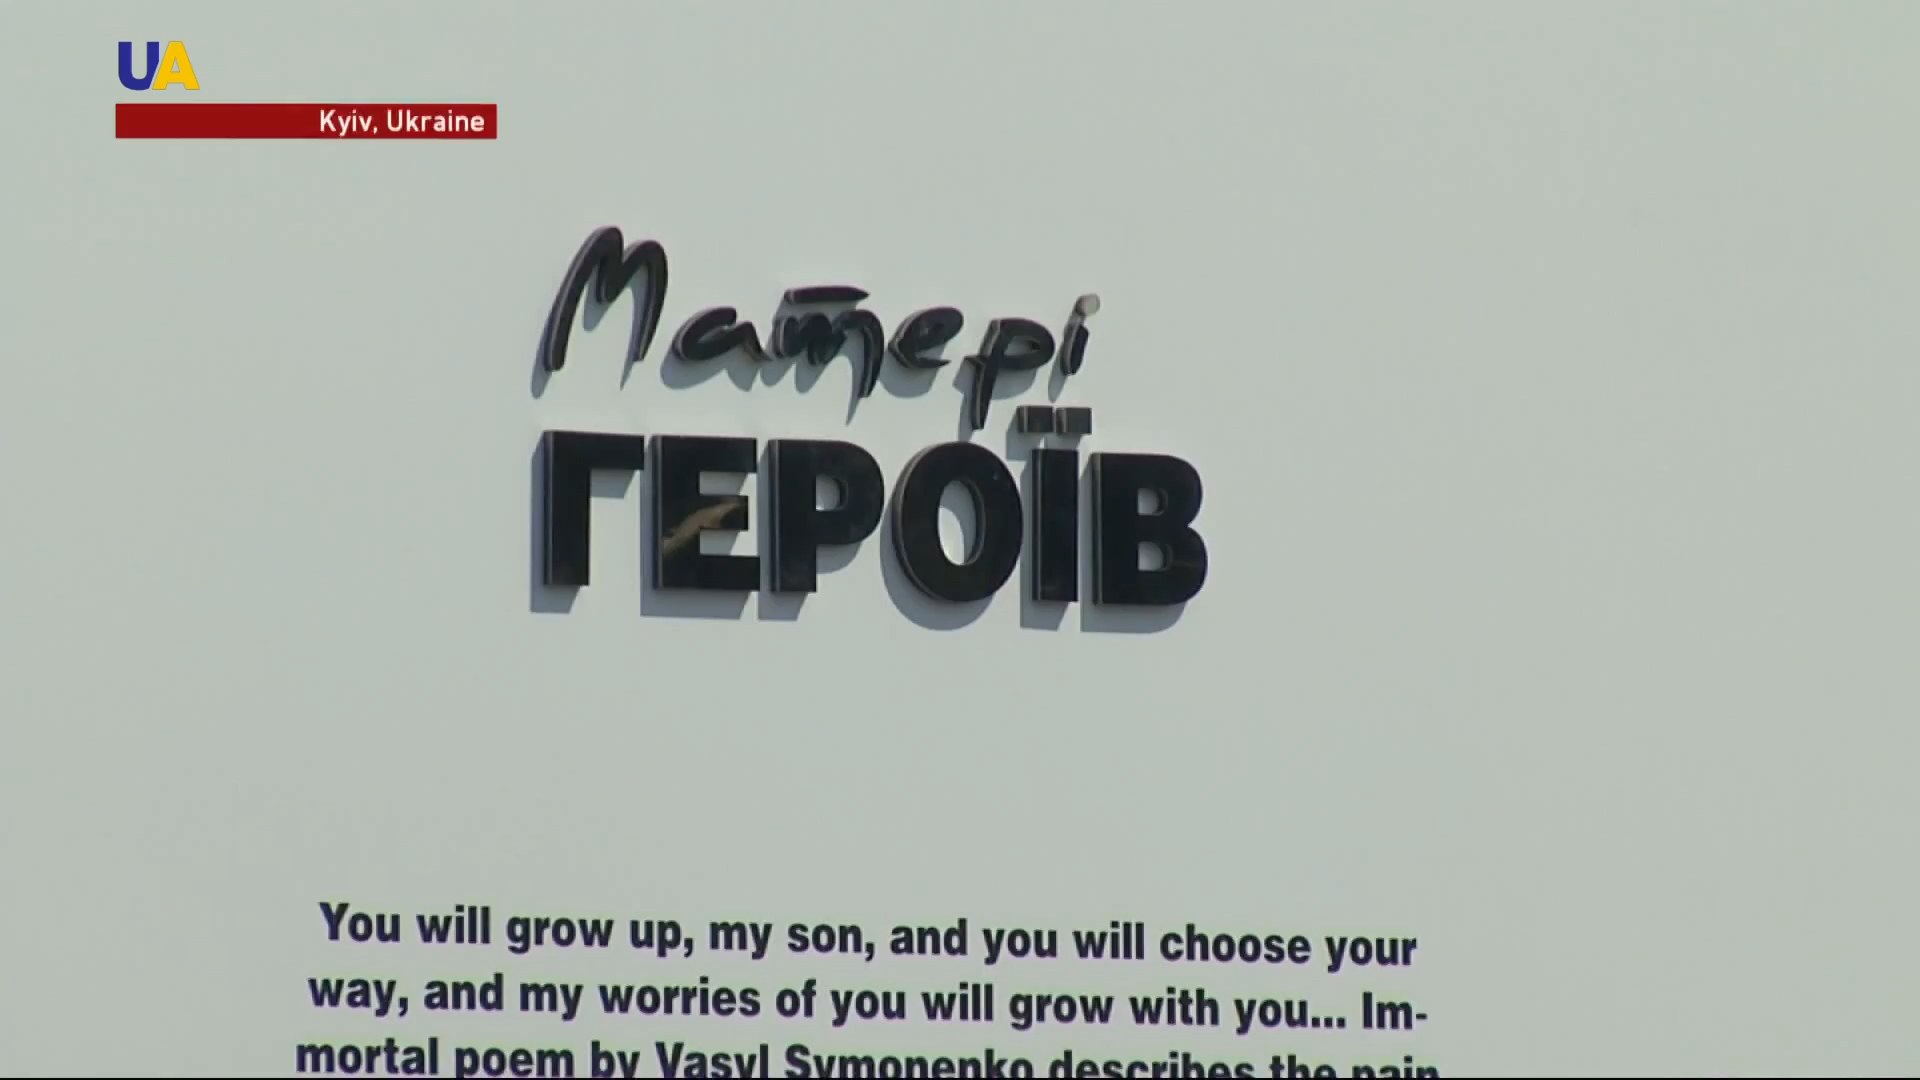 UA
Kyiv, Ukraine
Матері
ГЕРОЇВ
You will grow up, my son, and you will choose your
way, and my worries of you will grow with you... Im-
mortal poem by Vasyl Symonenko describes the pain